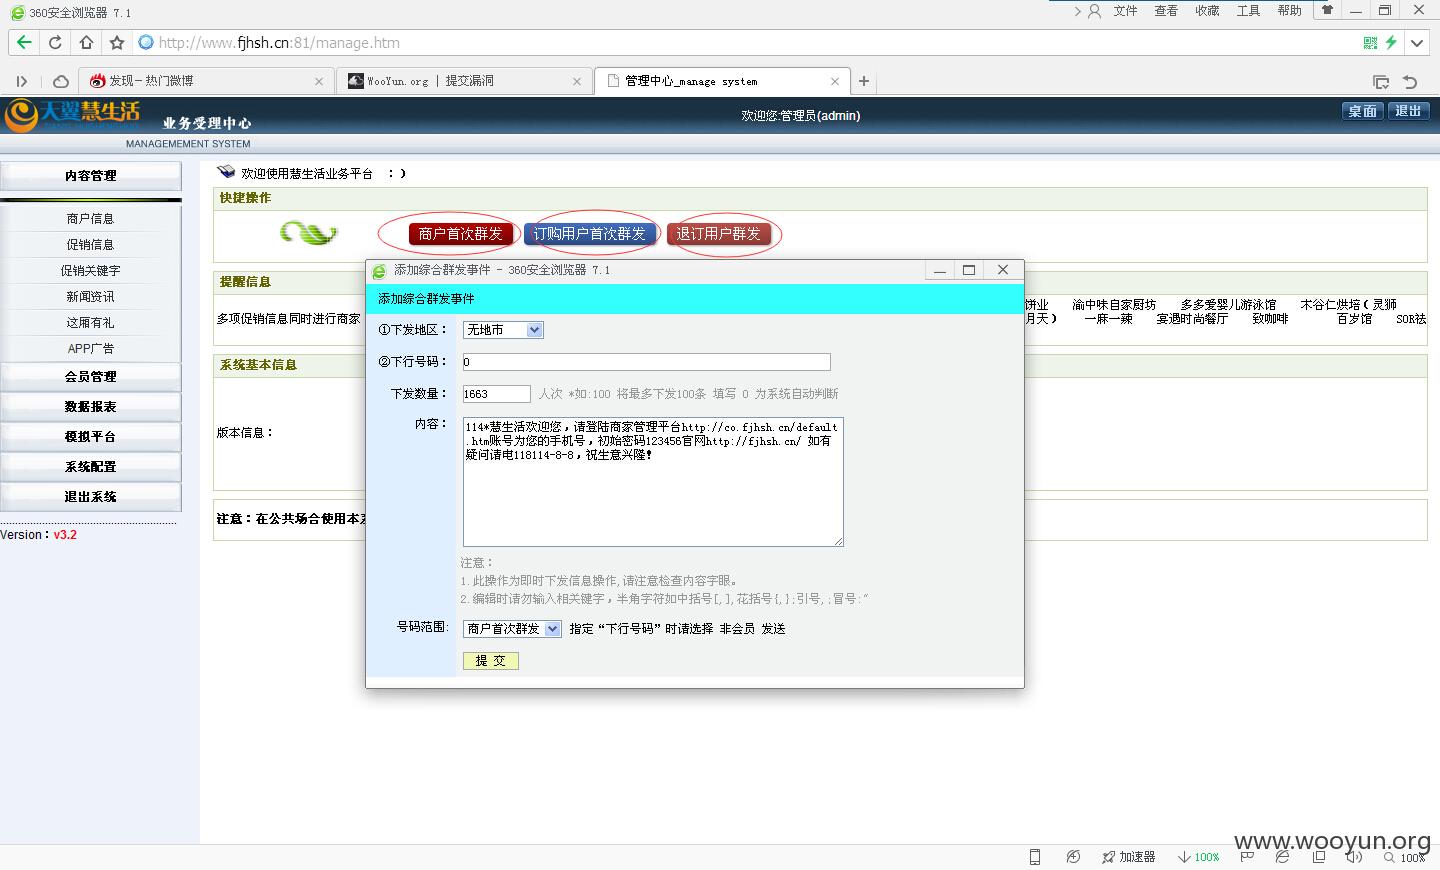 360安全浏览器 7.1
文件 查看 收藏 工具 帮助
http://www.fjhsh.cn:81/manage.htm
发现－热门微博
WooYun.org | 提交漏洞
管理中心_manage system
天翼慧生活 业务受理中心
MANAGEMEMENT SYSTEM
欢迎您:管理员(admin)
桌面 退出
内容管理
商户信息
促销信息
促销关键字
新闻资讯
这厢有礼
APP广告
会员管理
数据报表
模拟平台
系统配置
退出系统
Version：v3.2
欢迎使用慧生活业务平台 ：）
快捷操作
商户首次群发 订购用户首次群发 退订用户群发
提醒信息
饼业 渝中味自家厨坊 多多爱婴儿游泳馆 木谷仁烘培（灵狮
多项促销信息同时进行商家
月天） 一麻一辣 宴遇时尚餐厅 致咖啡 百岁馆 SOR祛
系统基本信息
版本信息：
注意：在公共场合使用本系
添加综合群发事件 - 360安全浏览器 7.1
添加综合群发事件
①下发地区： 无地市
②下行号码： 0
下发数量： 1663 人次 *如:100 将最多下发100条 填写 0 为系统自动判断
内容：
114*慧生活欢迎您，请登陆商家管理平台http://co.fjhsh.cn/default
.htm账号为您的手机号，初始密码123456官网http://fjhsh.cn/ 如有
疑问请电118114-8-8，祝生意兴隆！
注意：
1.此操作为即时下发信息操作,请注意检查内容字眼。
2.编辑时请勿输入相关键字，半角字符如中括号[,],花括号{,};引号,;冒号:"
号码范围: 商户首次群发 指定“下行号码”时请选择 非会员 发送
提 交
www.wooyun.org
加速器 100% 100%